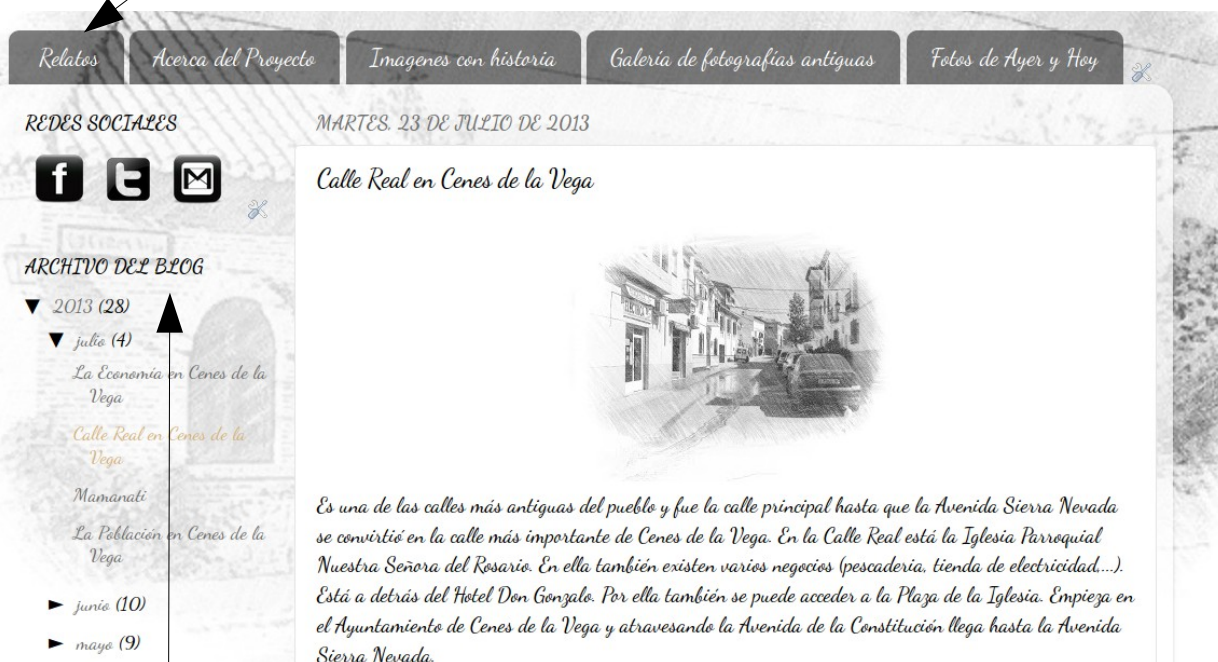 Relatos
Acerca del Proyecto
Imagenes con historia
Galería de fotografías antiguas
Fotos de Ayer y Hoy
REDES SOCIALES
ARCHIVO DEL BLOG
▼ 2013 (28)
▼ julio (4)
La Economía en Cenes de la
Vega
Calle Real en Cenes de la
Vega
Mamanati
La Población en Cenes de la
Vega
► junio (10)
► mayo (9)
MARTES, 23 DE JULIO DE 2013
Calle Real en Cenes de la Vega
Es una de las calles más antiguas del pueblo y fue la calle principal hasta que la Avenida Sierra Nevada
se convirtió en la calle más importante de Cenes de la Vega. En la Calle Real está la Iglesia Parroquial
Nuestra Señora del Rosario. En ella también existen varios negocios (pescaderia, tienda de electricidad,...).
Está a detrás del Hotel Don Gonzalo. Por ella también se puede acceder a la Plaza de la Iglesia. Empieza en
el Ayuntamiento de Cenes de la Vega y atravesando la Avenida de la Constitución llega hasta la Avenida
Sierra Nevada.